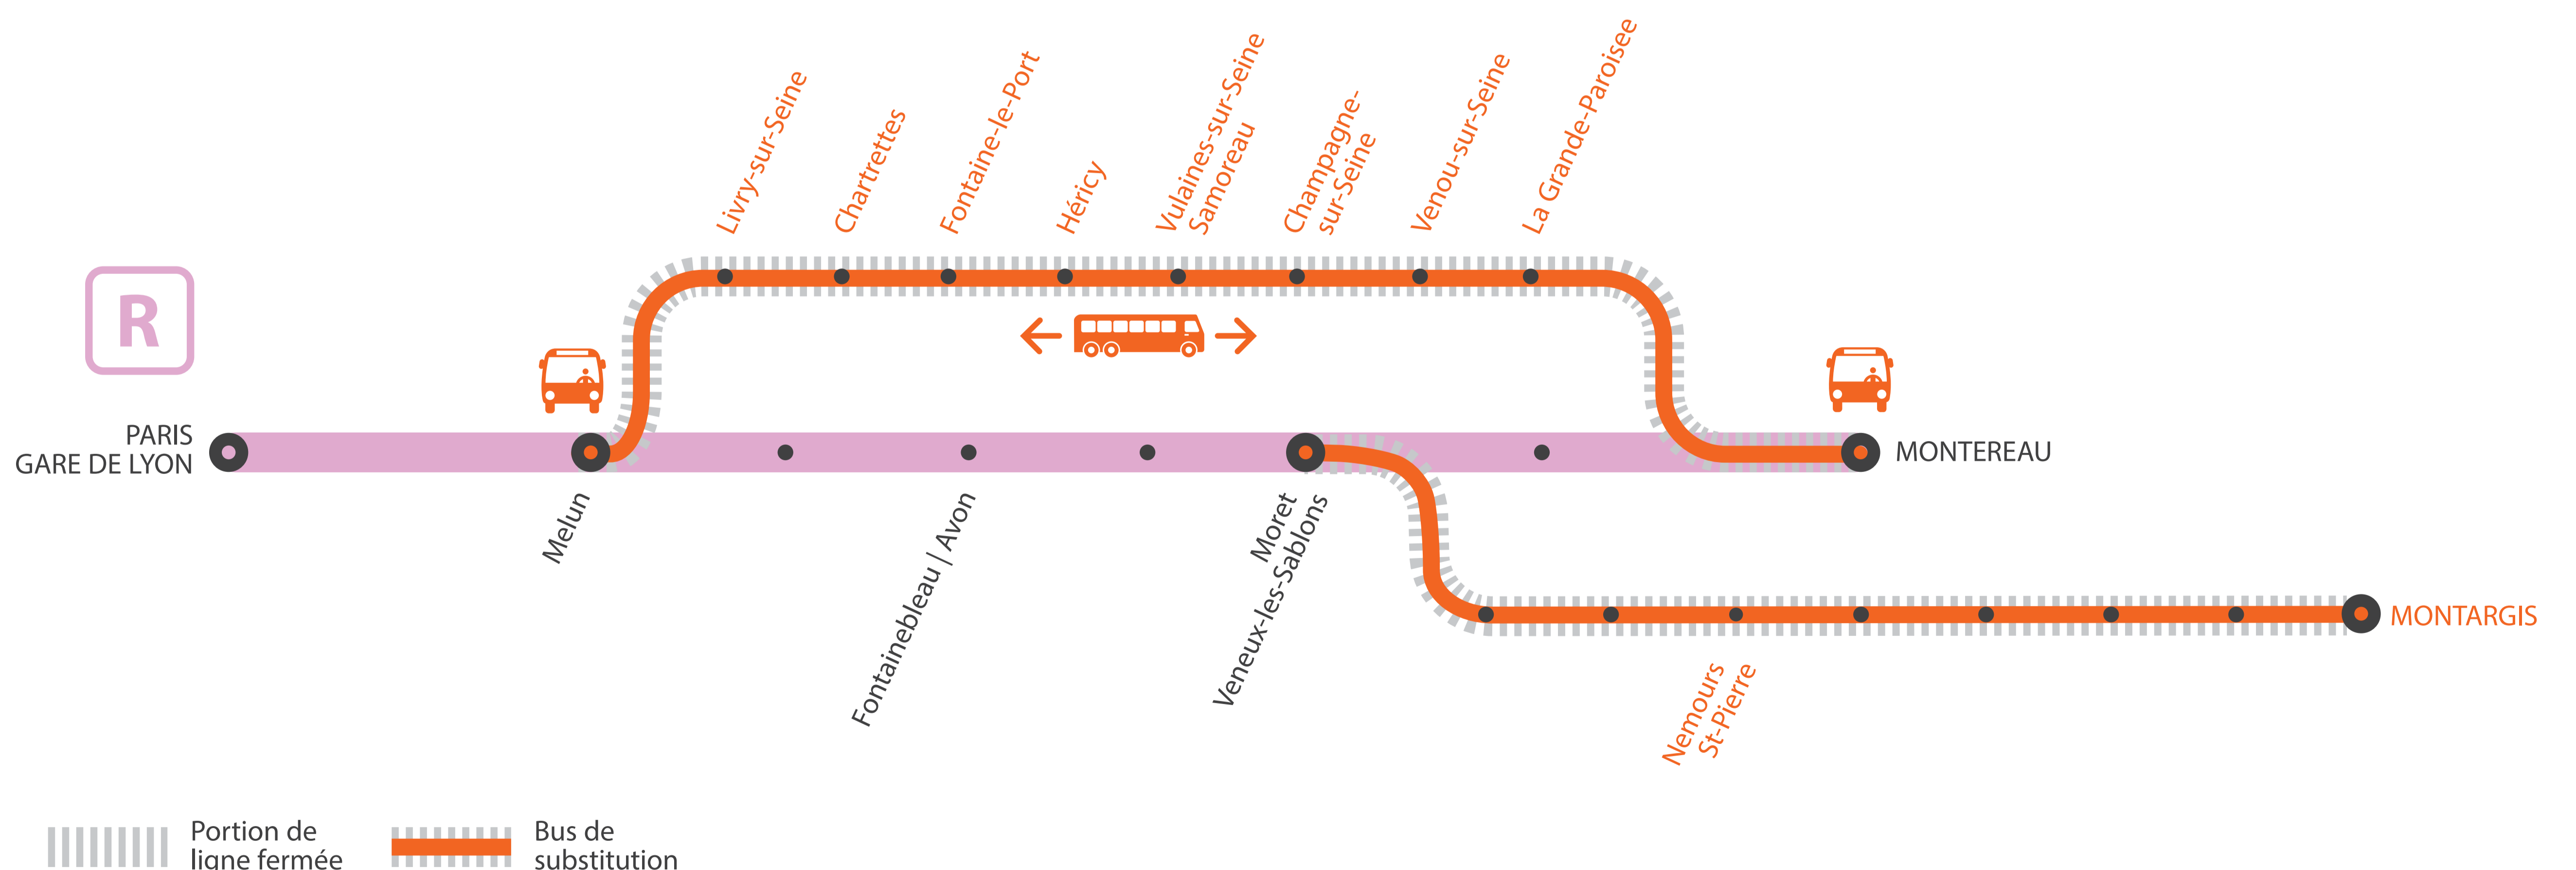 Livry-sur-Seine
Chartrettes
Fontaine-le-Port
Héricy
Vulaines-sur-Seine
Samoreau
Champagne-
sur-Seine
Venou-sur-Seine
La Grande-Paroisee
R
PARIS
GARE DE LYON
MONTEREAU
Melun
Fontainebleau | Avon
Moret
Veneux-les-Sablons
MONTARGIS
Nemours
St-Pierre
Portion de
ligne fermée
Bus de
substitution